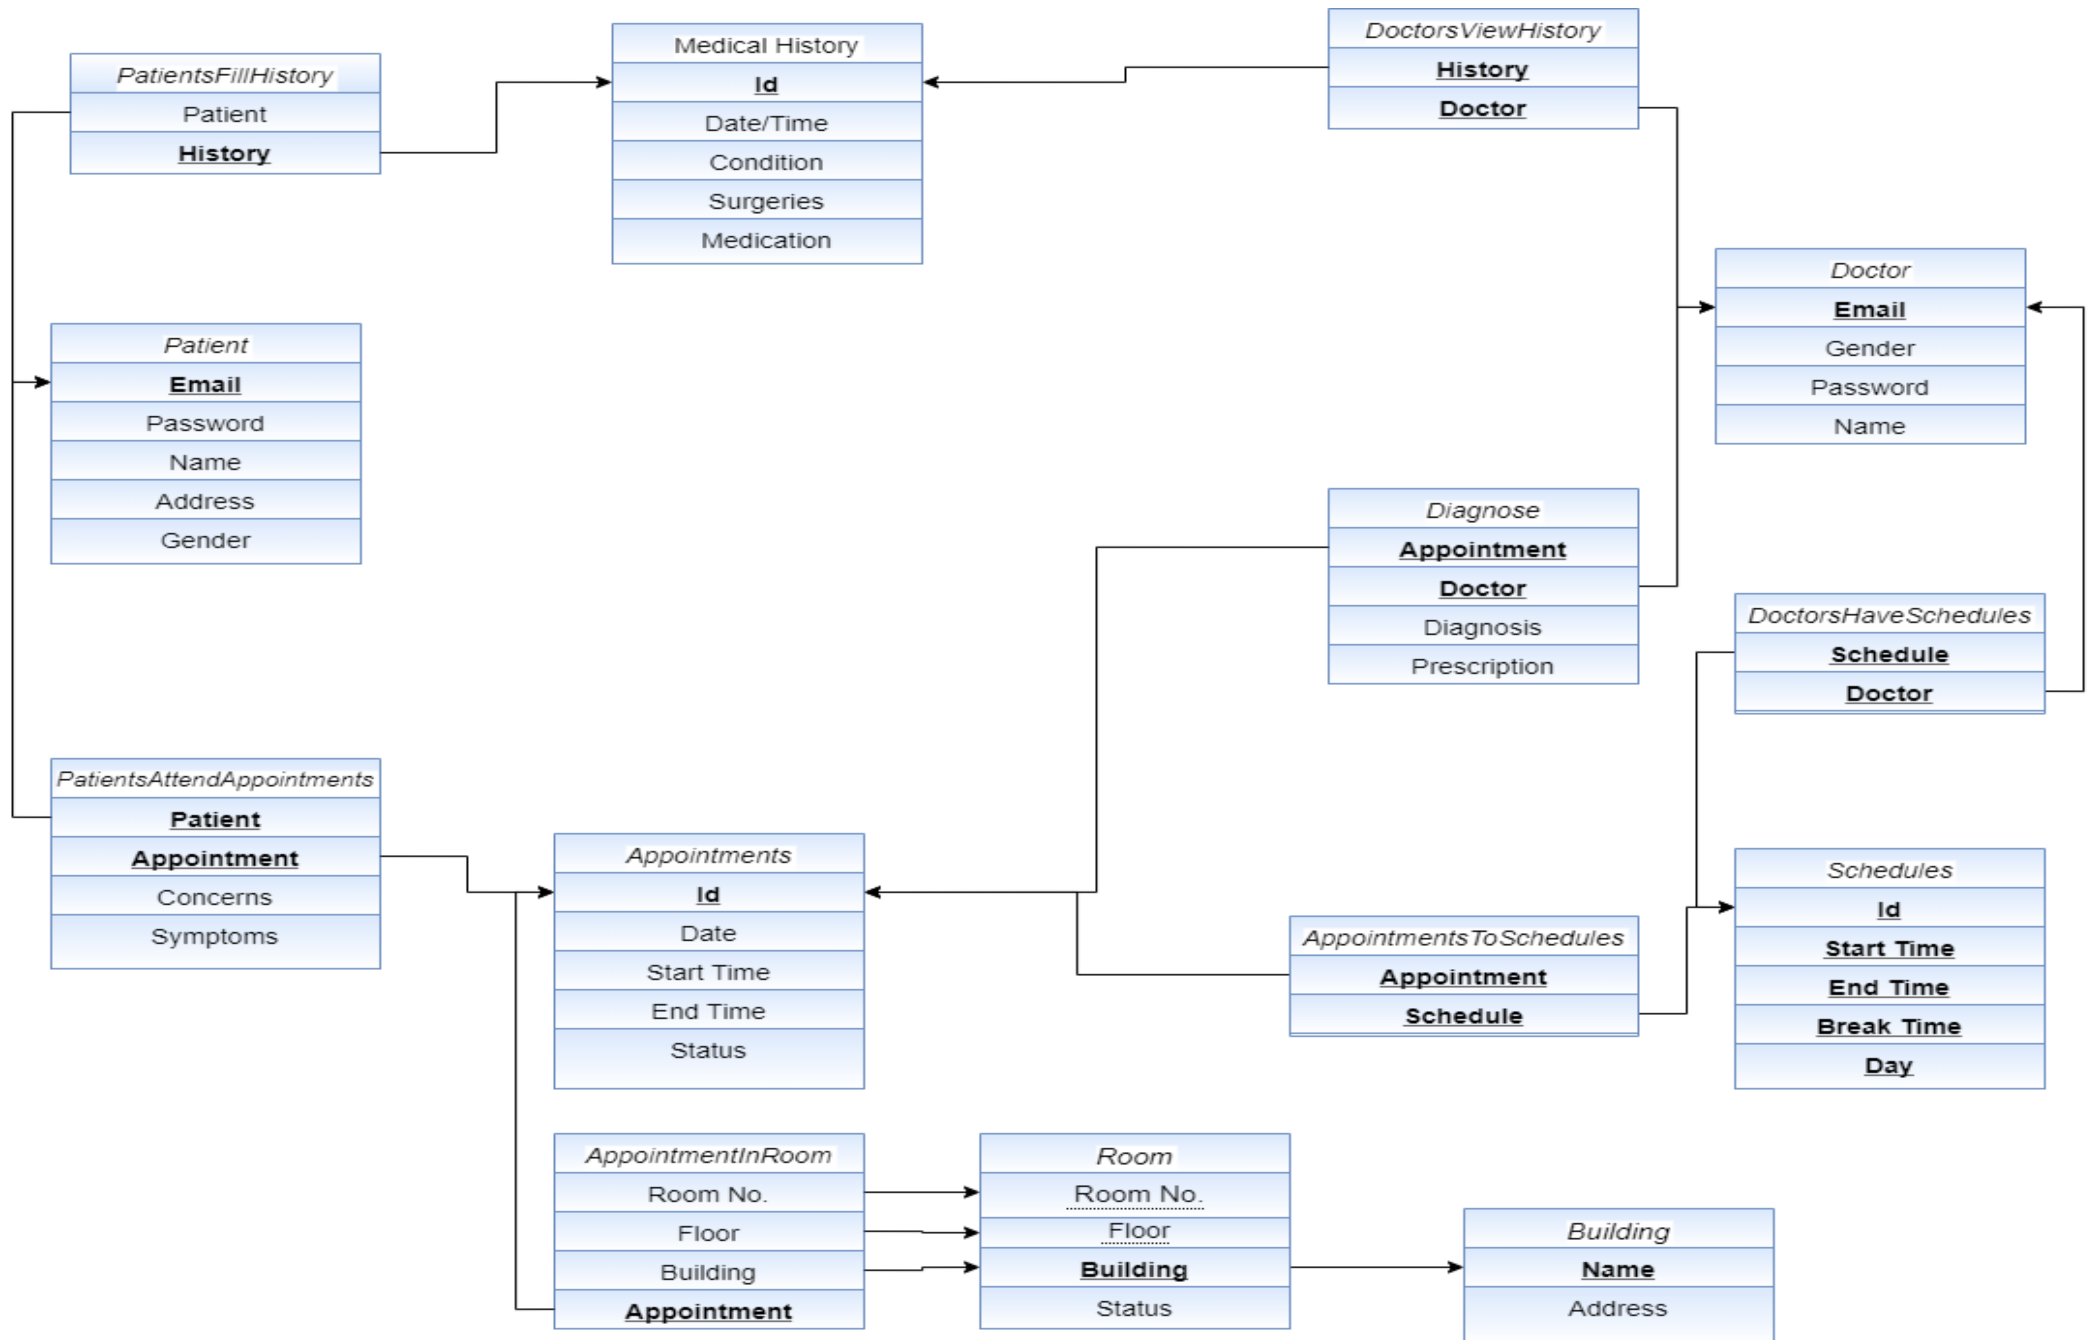 PatientsFillHistory
Patient
History
Medical History
Id
Date/Time
Condition
Surgeries
Medication
DoctorsViewHistory
History
Doctor
Patient
Email
Password
Name
Address
Gender
Doctor
Email
Gender
Password
Name
Diagnose
Appointment
Doctor
Diagnosis
Prescription
DoctorsHaveSchedules
Schedule
Doctor
PatientsAttendAppointments
Patient
Appointment
Concerns
Symptoms
Appointments
Id
Date
Start Time
End Time
Status
AppointmentsToSchedules
Appointment
Schedule
Schedules
Id
Start Time
End Time
Break Time
Day
AppointmentInRoom
Room No.
Floor
Building
Appointment
Room
Room No.
Floor
Building
Status
Building
Name
Address